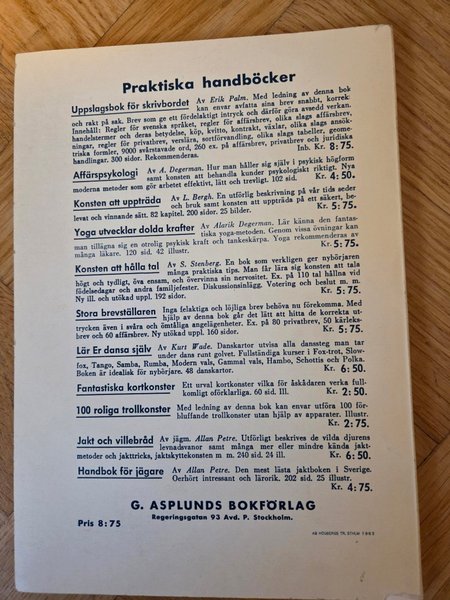 Praktiska handböcker
Uppslagsbok för skrivbordet Av Erik Palm. Med ledning av denna bok
kan envar avfatta sina brev snabbt, korrek-
och rakt på sak. Brev som ge ett fördelaktigt intryck och därför göra avsedd verkan.
Innehåll: Regler för svenska språket, regler för affärsbrev, olika slags affärsbrev,
handelstermer och deras betydelse, köp, kvitto, kontrakt, växlar, olika slags ansök-
ningar, regler för privatbrev, verslära, sortförvandling, olika slags tabeller, geome-
triska formler, 9000 svårstavade ord, 260 ex. på affärsbrev, privatbrev och juridiska
handlingar. 300 sidor. Rekommenderas. Inb. Kr. 8:75.
Affärspsykologi Av A. Degerman. Hur man håller sig själv i psykisk högform
samt konsten att behandla kunder psykologiskt riktigt. Nya
moderna metoder som gör arbetet effektivt, lätt och trevligt. 102 sid. Kr. 4:50.
Konsten att uppträda Av L. Bergh. En utförlig beskrivning på vår tids seder
och bruk samt konsten att uppträda på ett säkert, be-
levat och vinnande sätt. 82 kapitel. 200 sidor. 25 bilder. Kr. 5:75.
Yoga utvecklar dolda krafter Av Alarik Degerman. Lär känna den fantas-
tiska yoga-metoden. Genom vissa övningar kan
man tillägna sig en otrolig psykisk kraft och tankeskärpa. Yoga rekommenderas av
många läkare. 120 sid. 42 illustr. Kr. 5:75.
Konsten att hålla tal Av S. Stenberg. En bok som verkligen ger nybörjaren
många praktiska tips. Man får lära sig konsten att tala
högt och tydligt, öva ensam, och övervinna sin nervositet. Ex. på 110 tal hållna vid
födelsedagar och andra familjefester. Diskussionsinlägg. Votering och beslut m. m.
Ny ill. och utökad uppl. 192 sidor. Kr. 5:75.
Stora brevställaren Inga felaktiga och löjliga brev behöva nu förekomma. Med
hjälp av denna bok går det lätt att hitta de korrekta ut-
trycken även i svåra och ömtåliga angelägenheter. Ex. på 80 privatbrev, 50 kärleks-
brev. Ny utökad uppl. 160 sidor. Kr. 5:75.
Lär Er dansa själv Av Kurt Wade. Danskartor utvisa alla danssteg man tar
under dans runt golvet. Fullständiga kurser i Fox-trot, Slow-
fox, Tango, Samba, Rumba, Modern vals, Gammal vals, Hambo, Schottis och Polka.
Boken är idealisk för nybörjare. 48 danskartor. Kr. 6:50.
Fantastiska kortkonster Ett urval kortkonster vilka för åskådaren verka full-
komligt oförklarliga. 60 sid. Ill. Kr. 2:50.
100 roliga trollkonster Med ledning av denna bok kan envar utföra 100 för-
bluffande trollkonster utan hjälp av apparater. Illustr.
Kr. 2:75.
Jakt och villebråd Av jägm. Allan Petre. Utförligt beskrives de vilda djurens
levnadsvanor samt många mer eller mindre kända jakt-
metoder och jakttricks, jaktskyttekonsten m m. 240 sid. 24 ill. Kr. 6:50
Handbok för jägare Av Allan Petre. Den mest lästa jaktboken i Sverige.
Oerhört intressant och lärorik. 202 sid. 25 illustr.
Kr. 4:75.
G. ASPLUNDS BOKFÖRLAG
Regeringsgatan 93 Avd. P. Stockholm.
Pris 8:75